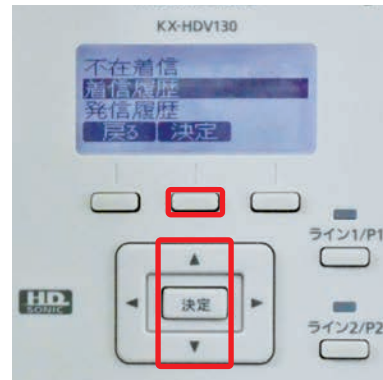 KX-HDV130
不在着信
着信履歴
発信履歴
戻る 決定
ライン1/P1
▲
◀ 決定 ▶
▼
HD
SONIC
ライン2/P2